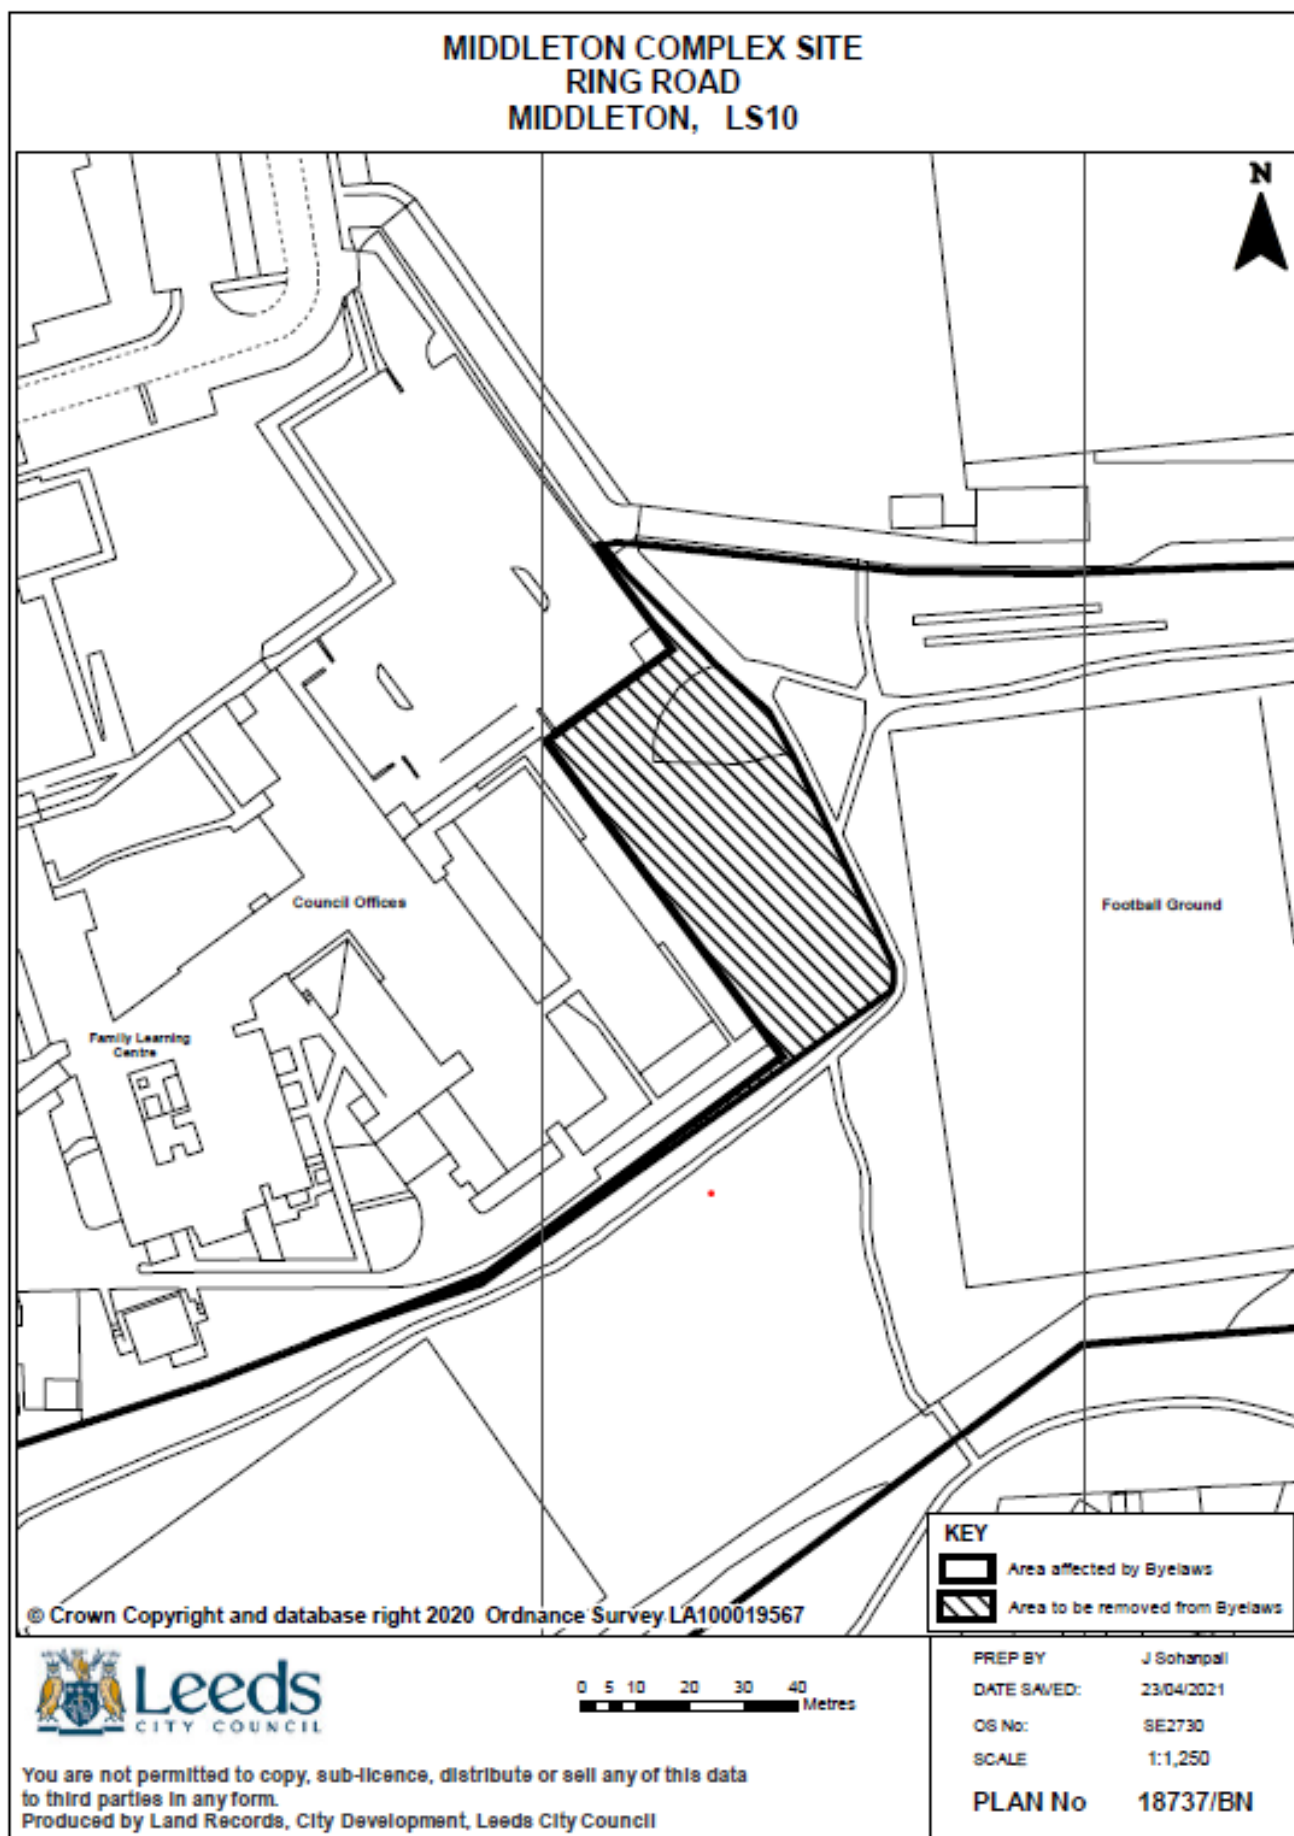 MIDDLETON COMPLEX SITE
RING ROAD
MIDDLETON, LS10
N
Council Offices
Football Ground
Family Learning
Centre
KEY
Area affected by Byelaws
Area to be removed from Byelaws
© Crown Copyright and database right 2020 Ordnance Survey LA100019567
Leeds
CITY COUNCIL
0 5 10 20 30 40
Metres
PREP BY J Sohanpall
DATE SAVED: 23/04/2021
OS No: SE2730
SCALE 1:1,250
PLAN No 18737/BN
You are not permitted to copy, sub-licence, distribute or sell any of this data
to third parties in any form.
Produced by Land Records, City Development, Leeds City Council